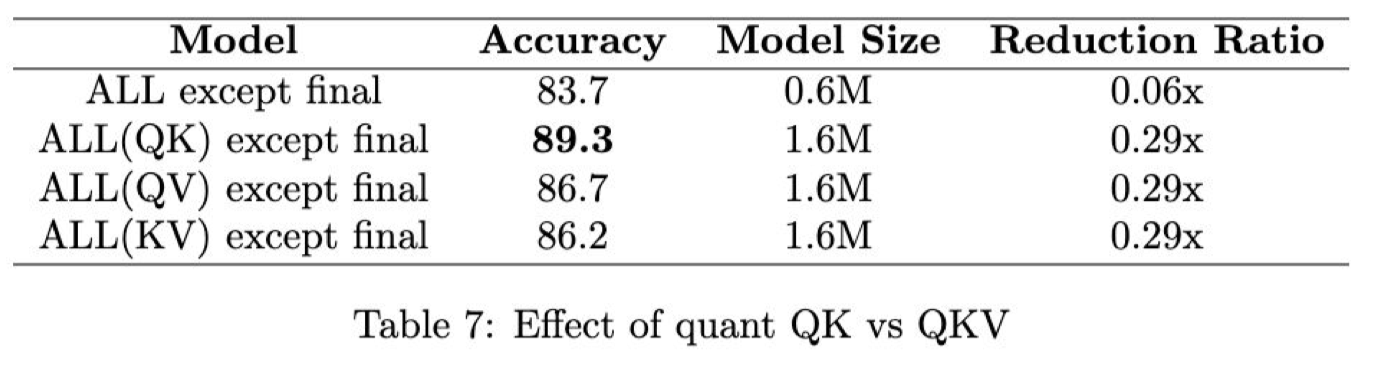 Model Accuracy Model Size Reduction Ratio
ALL except final 83.7 0.6M 0.06x
ALL(QK) except final 89.3 1.6M 0.29x
ALL(QV) except final 86.7 1.6M 0.29x
ALL(KV) except final 86.2 1.6M 0.29x
Table 7: Effect of quant QK vs QKV